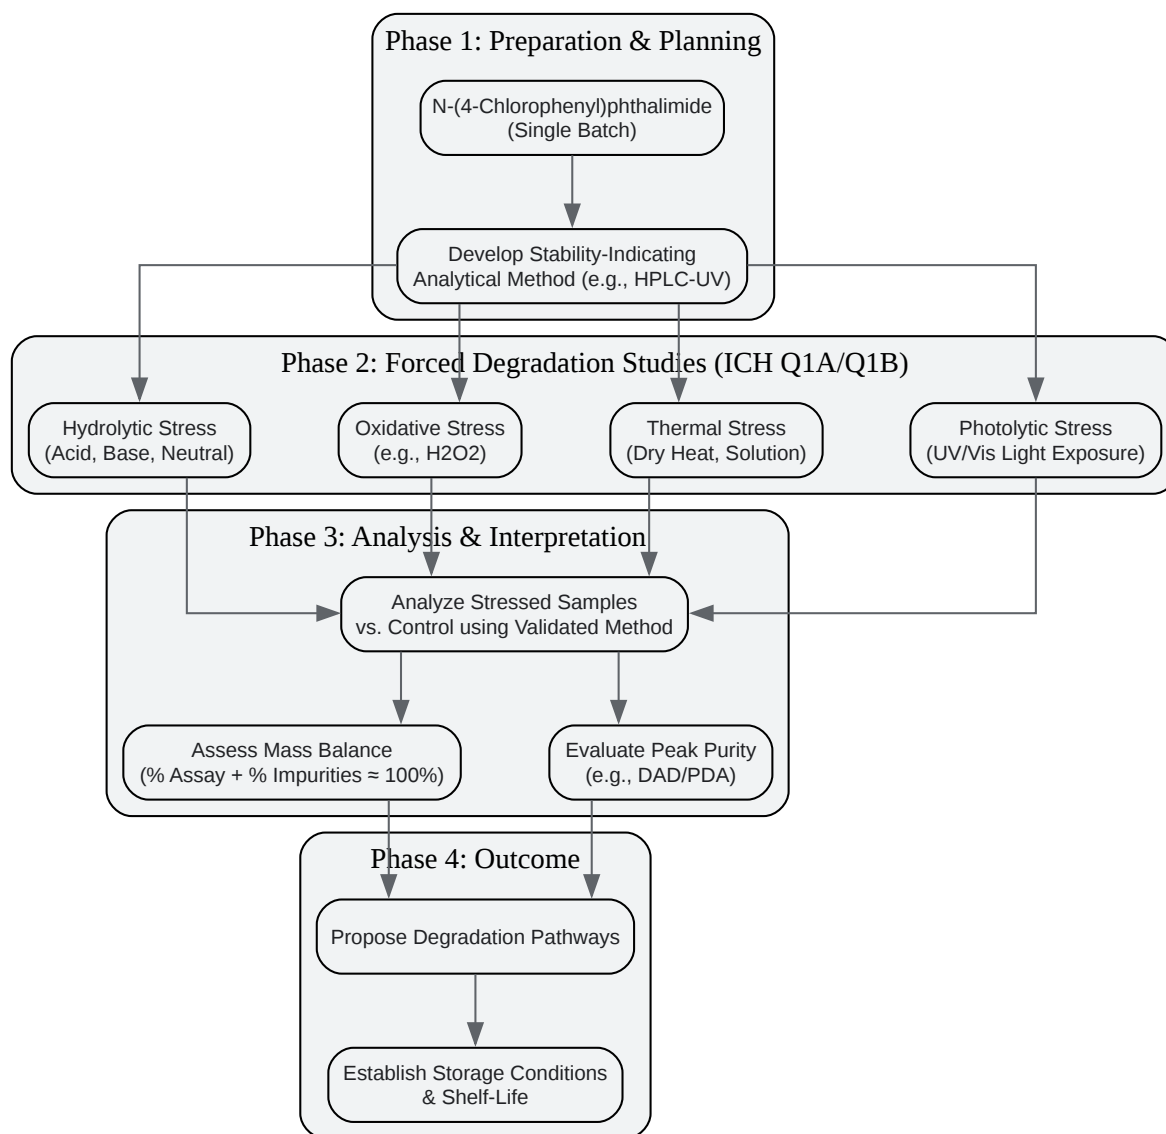 Phase 1: Preparation & Planning
N-(4-Chlorophenyl)phthalimide
(Single Batch)
Develop Stability-Indicating
Analytical Method (e.g., HPLC-UV)
Phase 2: Forced Degradation Studies (ICH Q1A/Q1B)
Hydrolytic Stress
(Acid, Base, Neutral)
Oxidative Stress
(e.g., H2O2)
Thermal Stress
(Dry Heat, Solution)
Photolytic Stress
(UV/Vis Light Exposure)
Phase 3: Analysis & Interpretation
Analyze Stressed Samples
vs. Control using Validated Method
Assess Mass Balance
(% Assay + % Impurities ≈ 100%)
Evaluate Peak Purity
(e.g., DAD/PDA)
Phase 4: Outcome
Propose Degradation Pathways
Establish Storage Conditions
& Shelf-Life